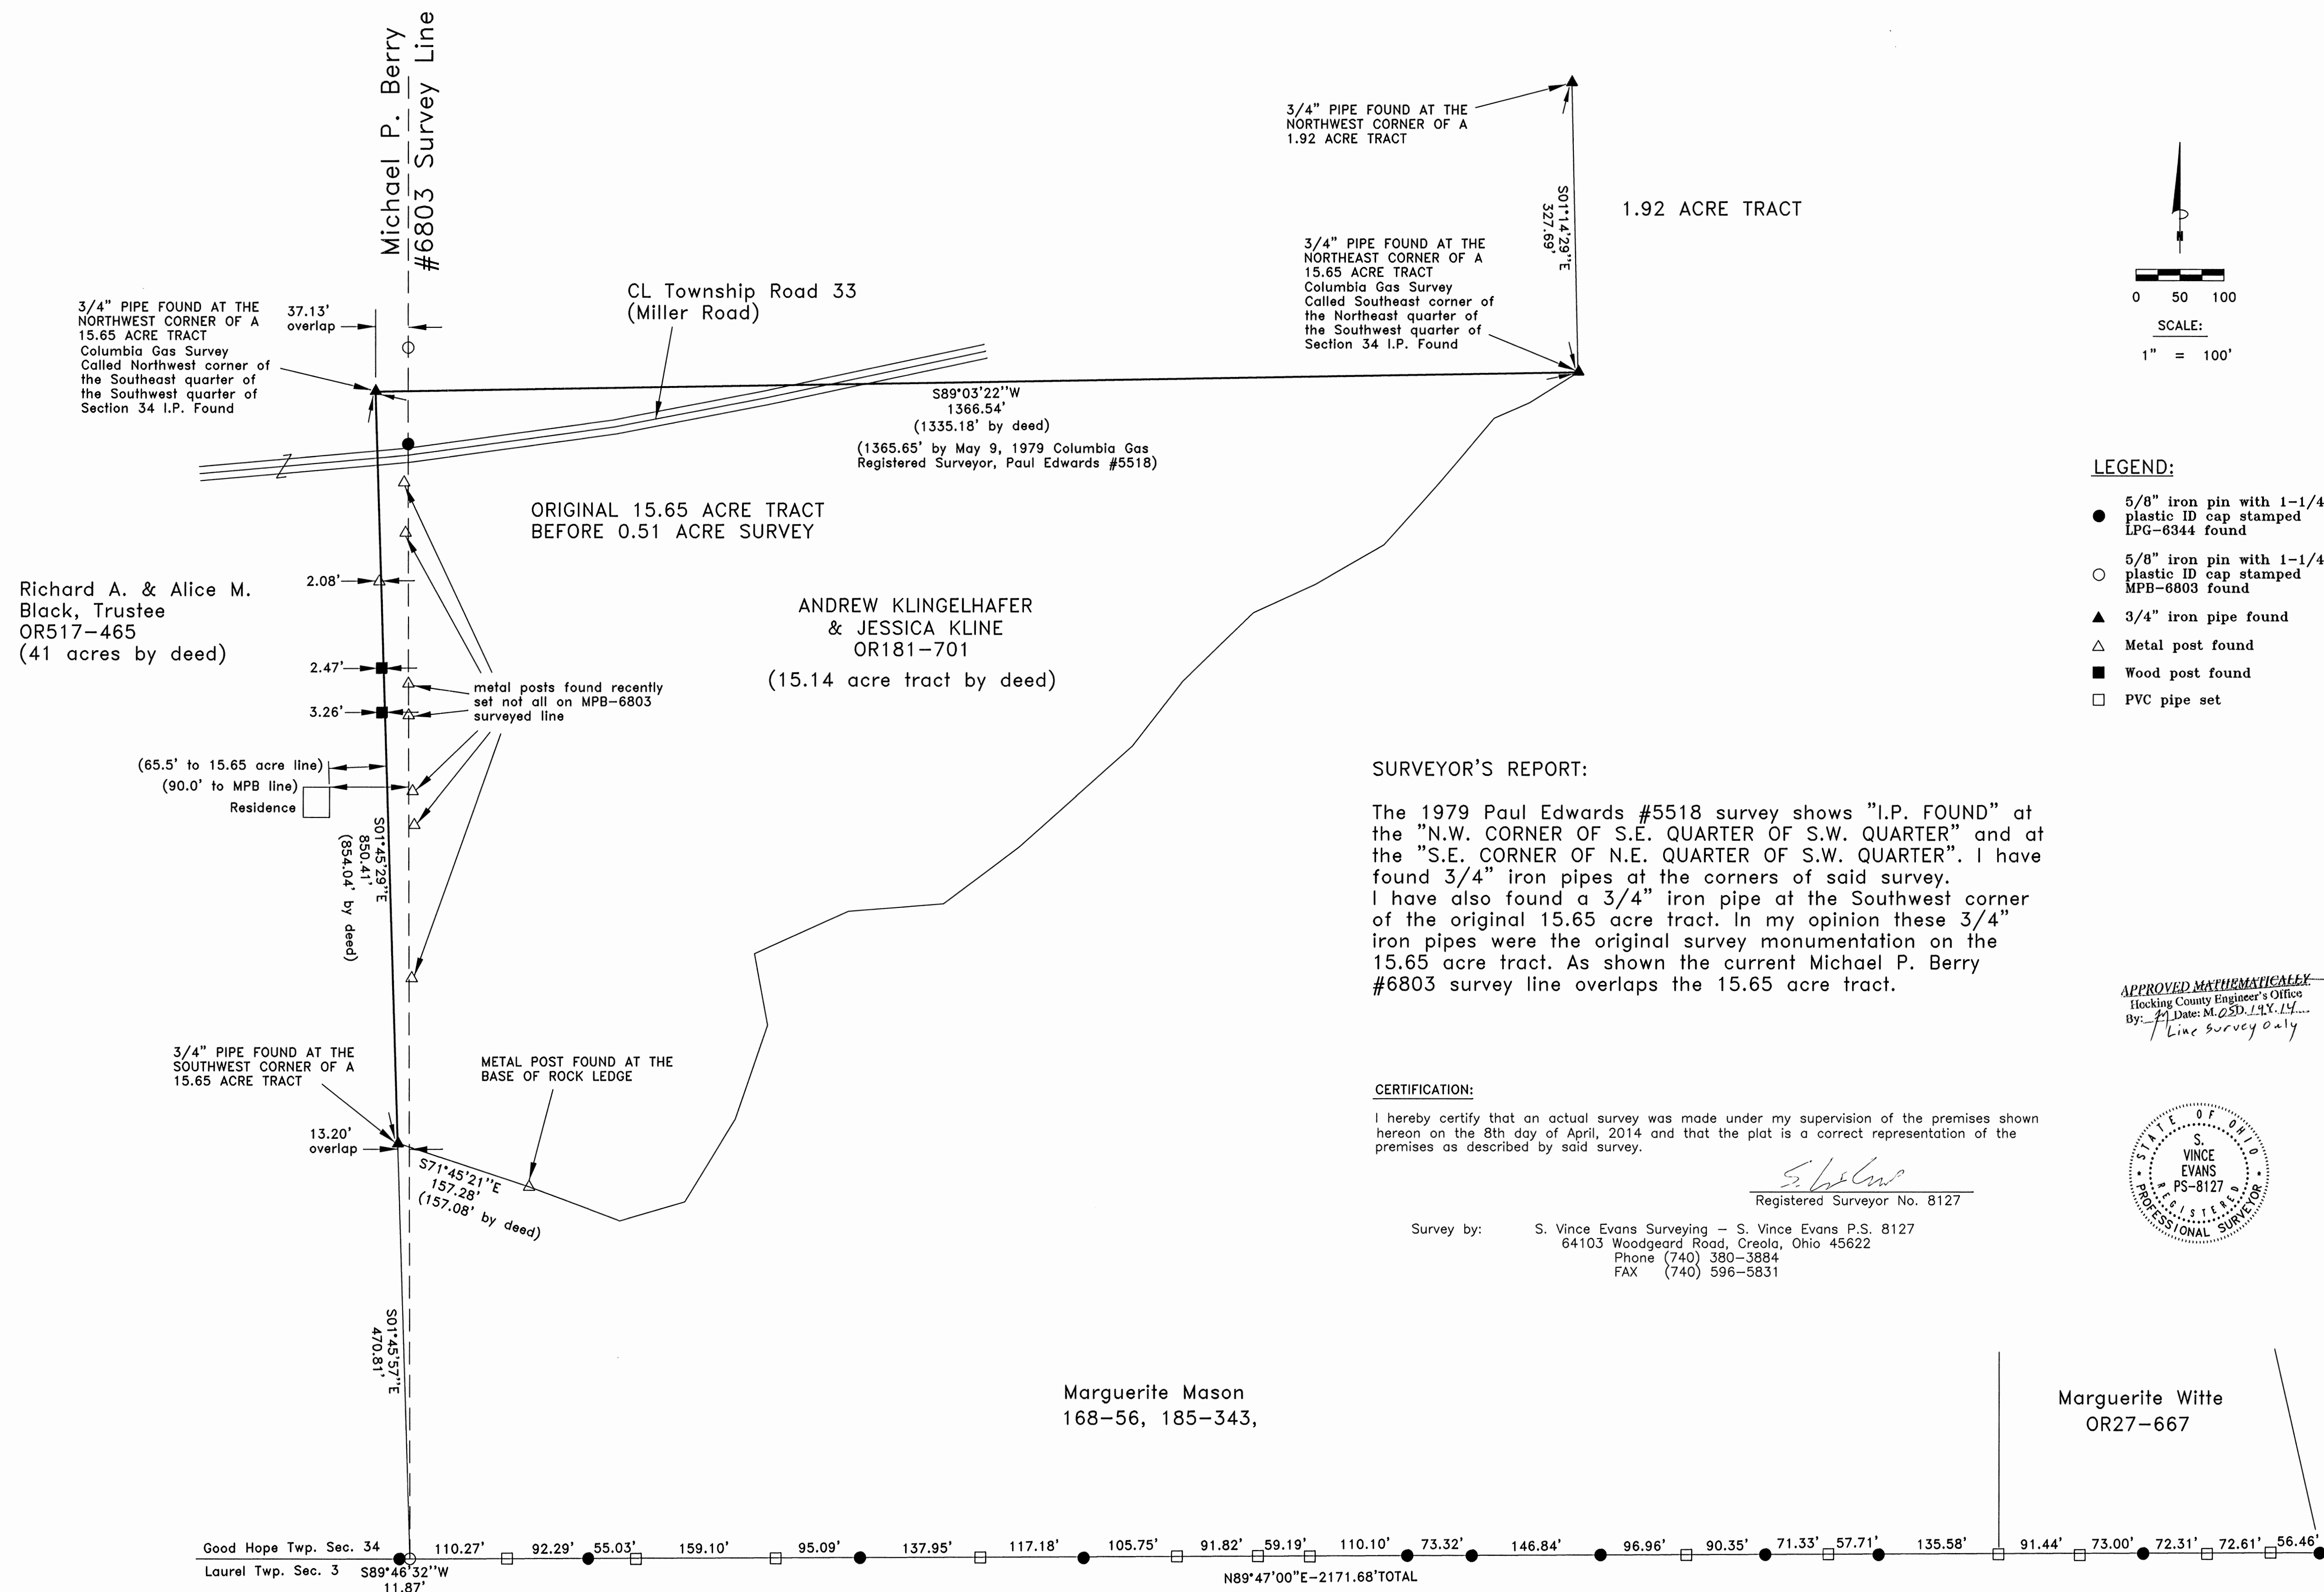 Michael P. Berry
#6803 Survey Line
3/4" PIPE FOUND AT THE
NORTHWEST CORNER OF A
1.92 ACRE TRACT
S01°14'29"E
327.69'
1.92 ACRE TRACT
N
0 50 100
SCALE:
1" = 100'
3/4" PIPE FOUND AT THE
NORTHEAST CORNER OF A
15.65 ACRE TRACT
Columbia Gas Survey
Called Southeast corner of
the Northeast quarter of
the Southwest quarter of
Section 34 I.P. Found
3/4" PIPE FOUND AT THE
NORTHWEST CORNER OF A
15.65 ACRE TRACT
Columbia Gas Survey
Called Northwest corner of
the Southeast quarter of
the Southwest quarter of
Section 34 I.P. Found
37.13'
overlap
CL Township Road 33
(Miller Road)
S89°03'22"W
1366.54'
(1335.18' by deed)
(1365.65' by May 9, 1979 Columbia Gas
Registered Surveyor, Paul Edwards #5518)
ORIGINAL 15.65 ACRE TRACT
BEFORE 0.51 ACRE SURVEY
LEGEND:
5/8" iron pin with 1-1/4
plastic ID cap stamped
LPG-6344 found
5/8" iron pin with 1-1/4
plastic ID cap stamped
MPB-6803 found
3/4" iron pipe found
Metal post found
Wood post found
PVC pipe set
Richard A. & Alice M.
Black, Trustee
OR517-465
(41 acres by deed)
2.08'
2.47'
3.26'
ANDREW KLINGELHAFER
& JESSICA KLINE
OR181-701
(15.14 acre tract by deed)
metal posts found recently
set not all on MPB-6803
surveyed line
(65.5' to 15.65 acre line)
(90.0' to MPB line)
Residence
S01°45'29"E
850.41'
(854.04' by deed)
SURVEYOR'S REPORT:
The 1979 Paul Edwards #5518 survey shows "I.P. FOUND" at
the "N.W. CORNER OF S.E. QUARTER OF S.W. QUARTER" and at
the "S.E. CORNER OF N.E. QUARTER OF S.W. QUARTER". I have
found 3/4" iron pipes at the corners of said survey.
I have also found a 3/4" iron pipe at the Southwest corner
of the original 15.65 acre tract. In my opinion these 3/4"
iron pipes were the original survey monumentation on the
15.65 acre tract. As shown the current Michael P. Berry
#6803 survey line overlaps the 15.65 acre tract.
APPROVED MATHEMATICALLY
Hocking County Engineer's Office
By: Date: M.05D.19Y.14
Line Survey Only
3/4" PIPE FOUND AT THE
SOUTHWEST CORNER OF A
15.65 ACRE TRACT
METAL POST FOUND AT THE
BASE OF ROCK LEDGE
13.20'
overlap
S71°45'21"E
157.28'
(157.08' by deed)
CERTIFICATION:
I hereby certify that an actual survey was made under my supervision of the premises shown
hereon on the 8th day of April, 2014 and that the plat is a correct representation of the
premises as described by said survey.
Registered Surveyor No. 8127
Survey by: S. Vince Evans Surveying - S. Vince Evans P.S. 8127
64103 Woodgeard Road, Creola, Ohio 45622
Phone (740) 380-3884
FAX (740) 596-5831
STATE OF OHIO
S.
VINCE
EVANS
PS-8127
REGISTERED
PROFESSIONAL SURVEYOR
S01°45'57"E
470.81'
Marguerite Mason
168-56, 185-343,
Marguerite Witte
OR27-667
Good Hope Twp. Sec. 34
Laurel Twp. Sec. 3
S89°46'32"W
11.87'
110.27' 92.29' 55.03' 159.10' 95.09' 137.95' 117.18' 105.75' 91.82' 59.19' 110.10' 73.32' 146.84' 96.96' 90.35' 71.33' 57.71' 135.58' 91.44' 73.00' 72.31' 72.61' 56.46'
N89°47'00"E-2171.68'TOTAL